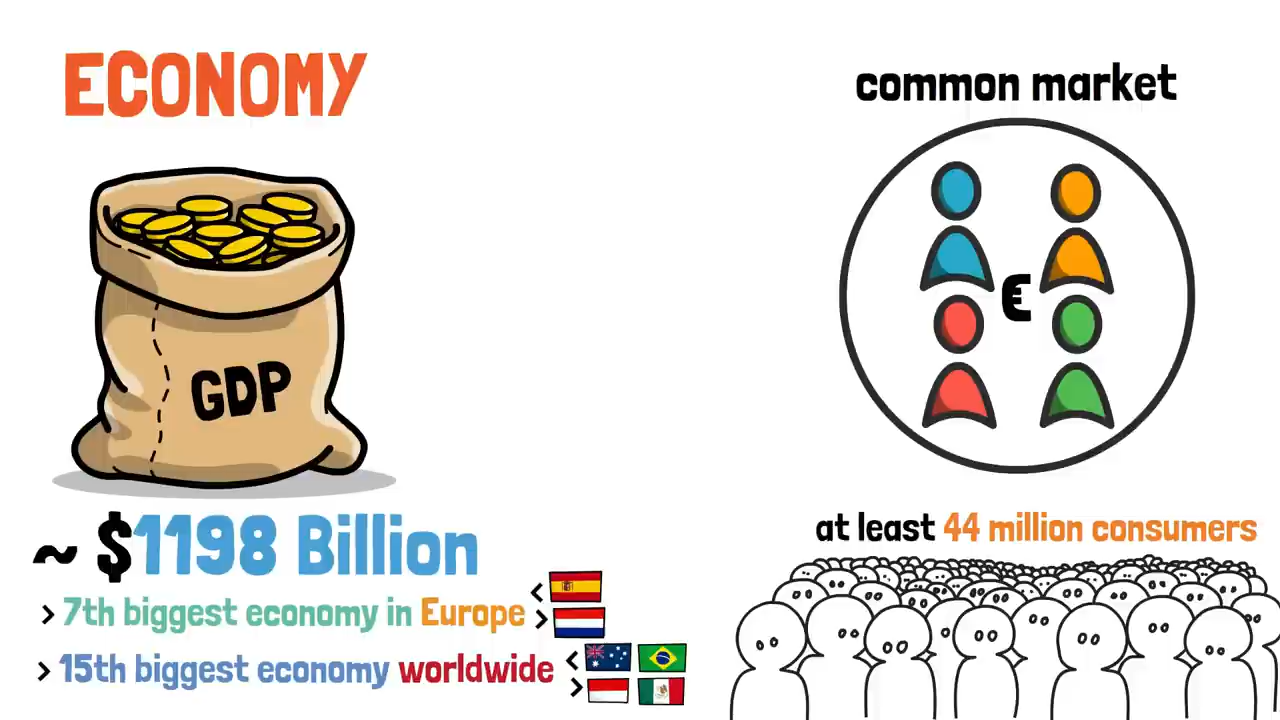 ECONOMY
common market
€
GDP
~ $1198 Billion
at least 44 million consumers
> 7th biggest economy in Europe < >
> 15th biggest economy worldwide < >